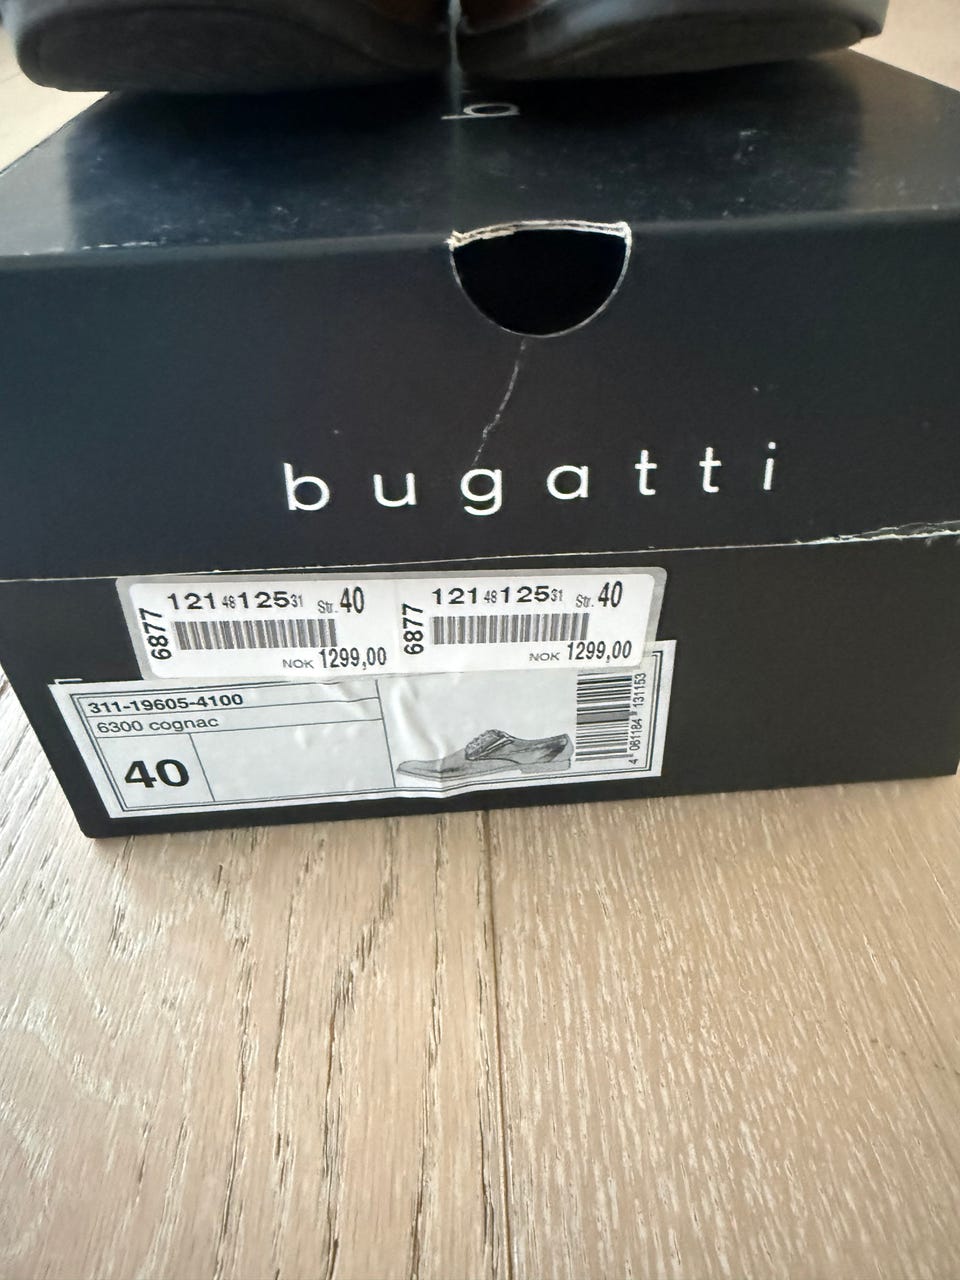 b
bugatti
6877
121 48 125 31 Str. 40
NOK 1299,00
6877
121 48 125 31 Str. 40
NOK 1299,00
311-19605-4100
6300 cognac
40
4 061184 131153